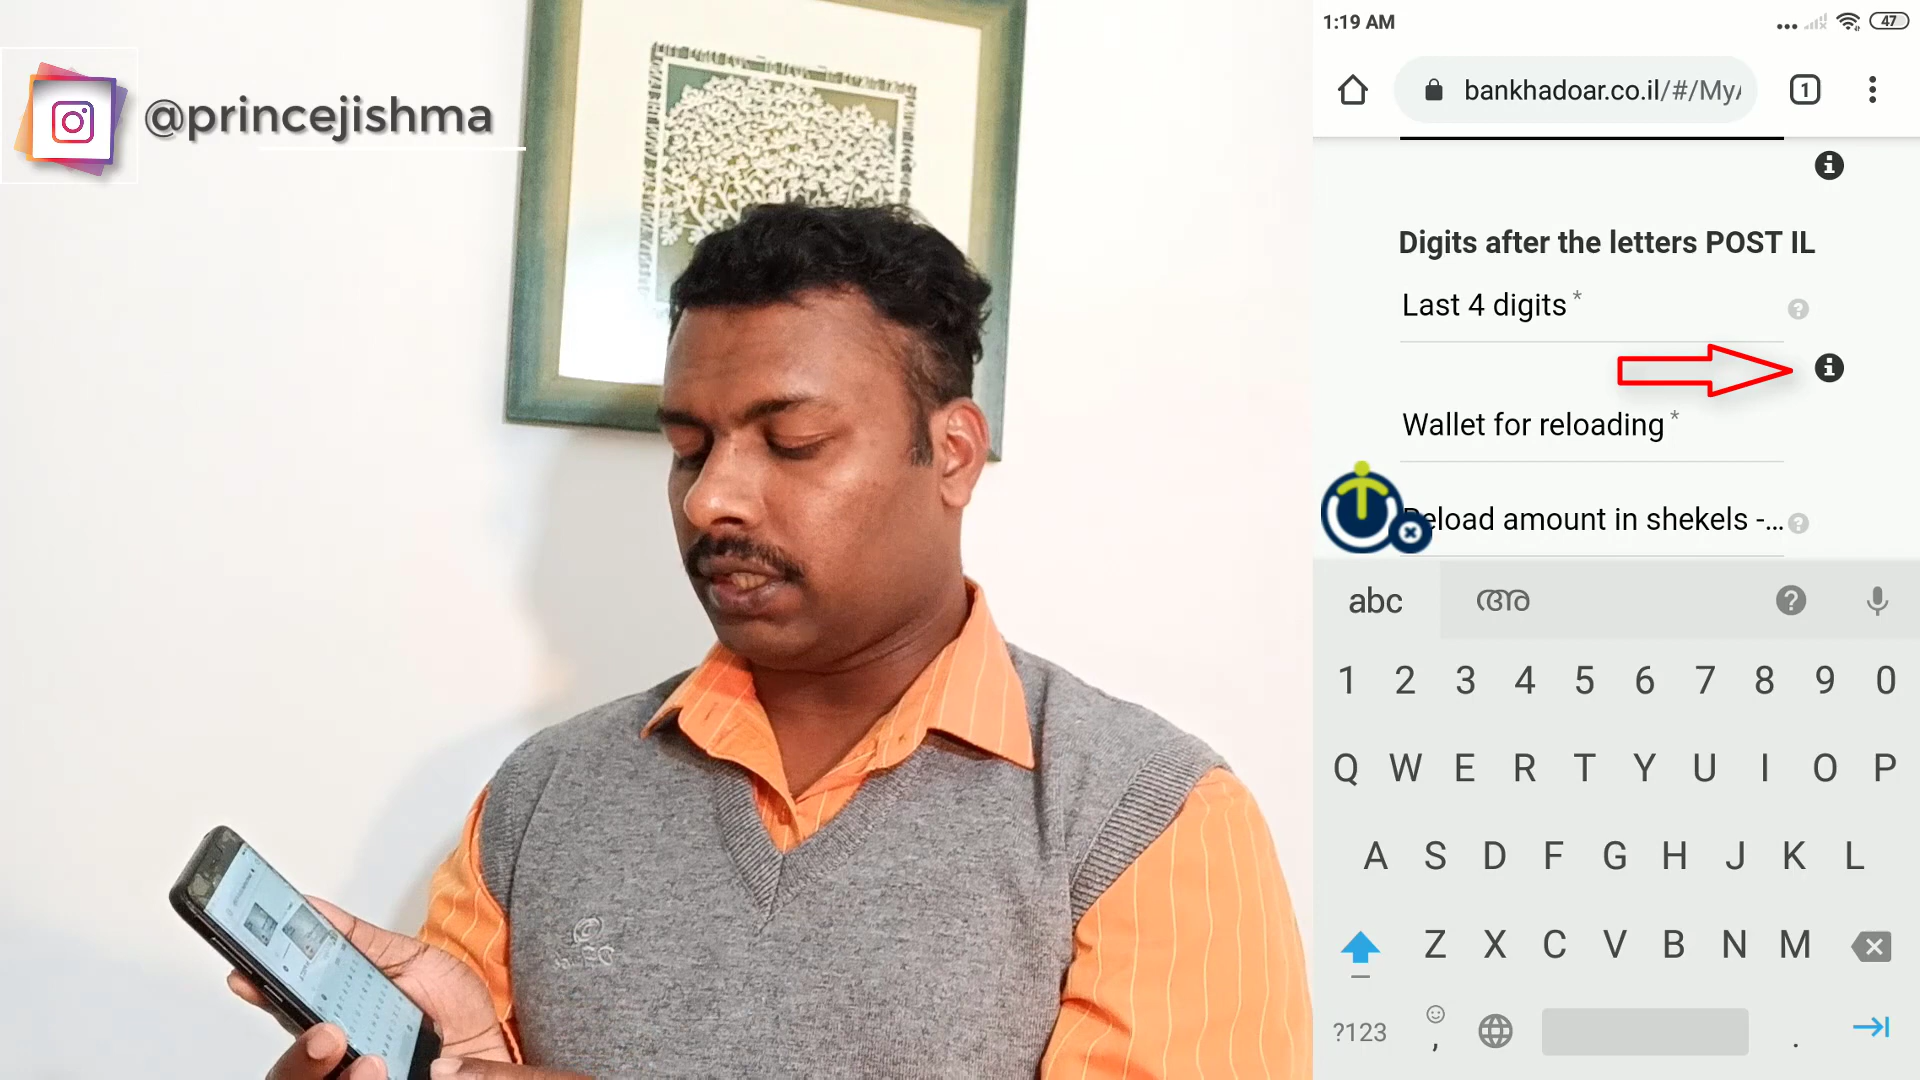 @princejishma
1:19 AM
47
bankhadoar.co.il/#/My
1
Digits after the letters POST IL
Last 4 digits *
Wallet for reloading *
eload amount in shekels -...
abc
അ
1 2 3 4 5 6 7 8 9 0
Q W E R T Y U I O P
A S D F G H J K L
Z X C V B N M
?123 , .